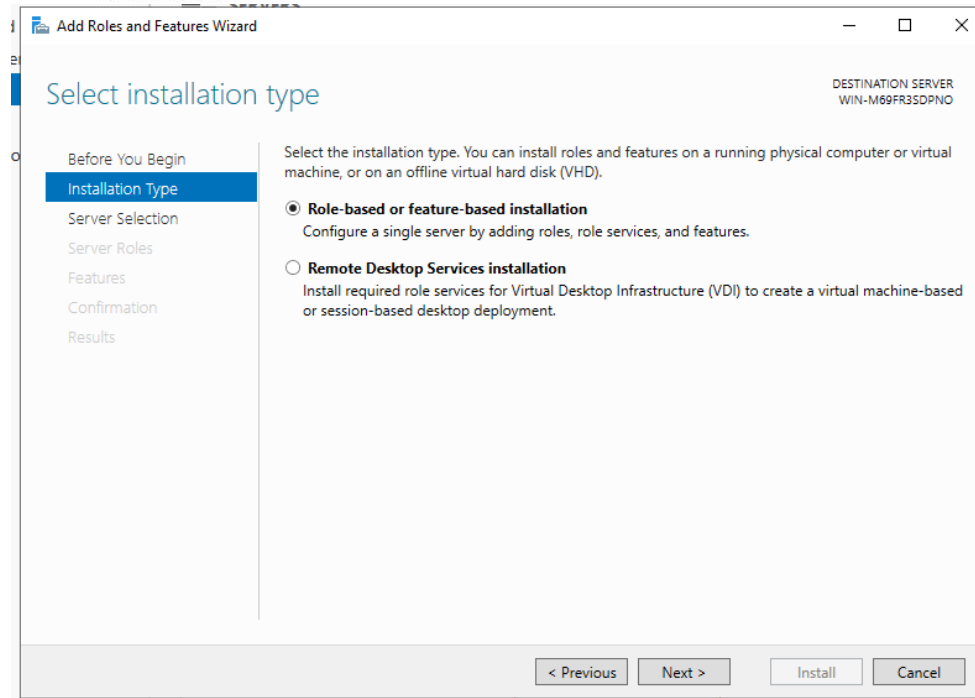 Add Roles and Features Wizard
Select installation type
DESTINATION SERVER
WIN-M69FR3SDPNO
Before You Begin
Installation Type
Server Selection
Server Roles
Features
Confirmation
Results
Select the installation type. You can install roles and features on a running physical computer or virtual
machine, or on an offline virtual hard disk (VHD).
Role-based or feature-based installation
Configure a single server by adding roles, role services, and features.
Remote Desktop Services installation
Install required role services for Virtual Desktop Infrastructure (VDI) to create a virtual machine-based
or session-based desktop deployment.
< Previous
Next >
Install
Cancel